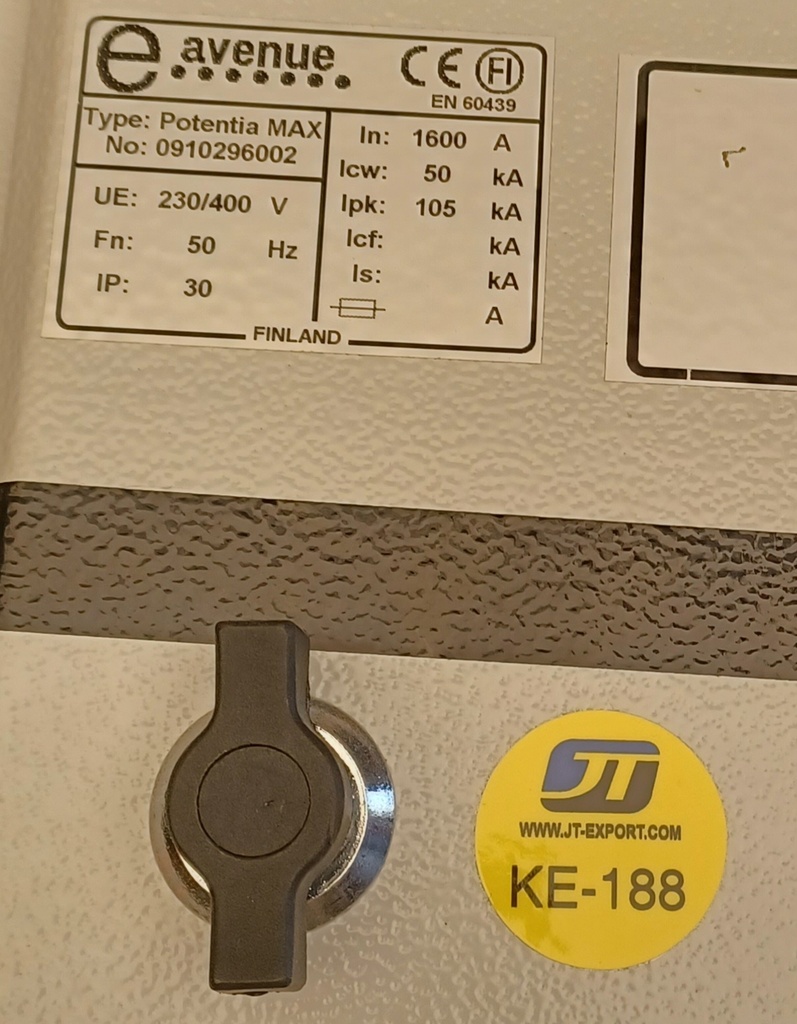 e avenue
CE FI
EN 60439
Type: Potentia MAX
No: 0910296002
UE: 230/400 V
Fn: 50 Hz
IP: 30
In: 1600 A
Icw: 50 kA
Ipk: 105 kA
Icf: kA
Is: kA
A
FINLAND
JT
WWW.JT-EXPORT.COM
KE-188